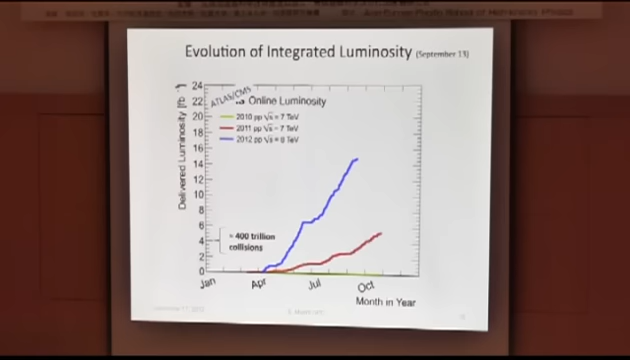 Evolution of Integrated Luminosity (September 13)
Delivered Luminosity [fb⁻¹]
24
22
20
18
16
14
12
10
8
6
4
2
0
ATLAS/CMS
Online Luminosity
2010 pp √s = 7 TeV
2011 pp √s = 7 TeV
2012 pp √s = 8 TeV
≈ 400 trillion
collisions
Jan
Apr
Jul
Oct
Month in Year